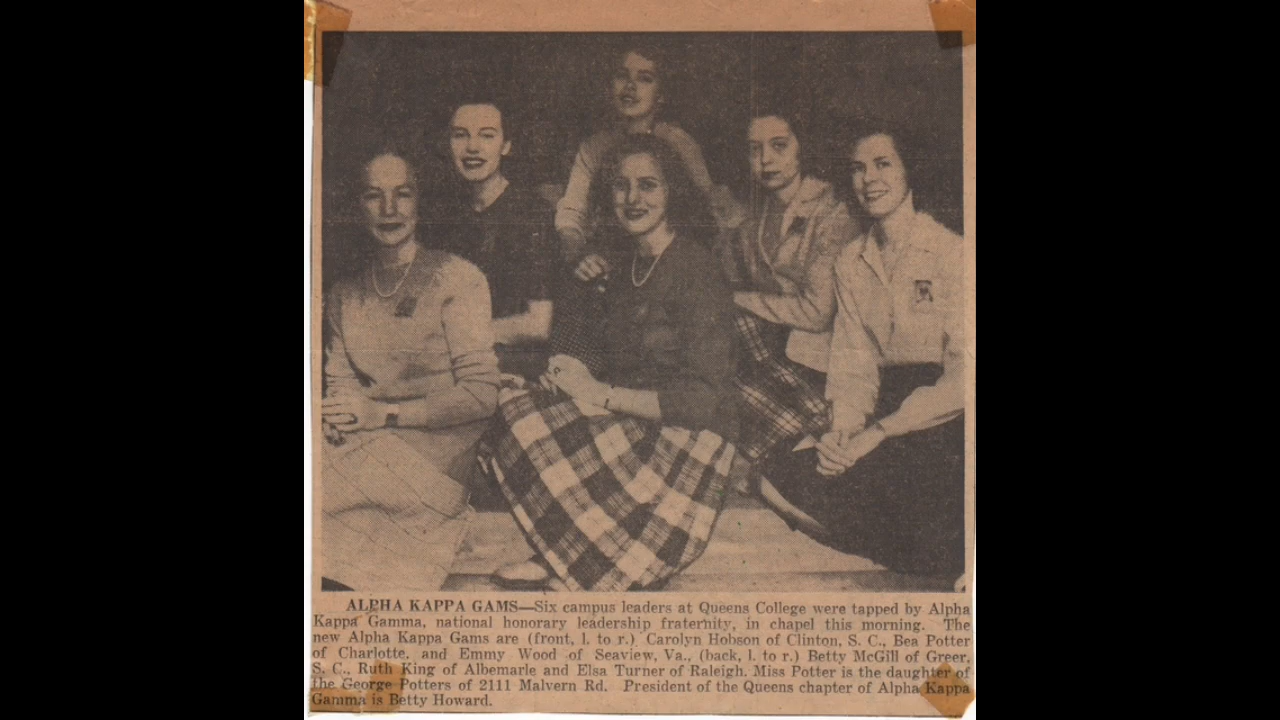 ALPHA KAPPA GAMS—Six campus leaders at Queens College were tapped by Alpha
Kappa Gamma, national honorary leadership fraternity, in chapel this morning. The
new Alpha Kappa Gams are (front, l. to r.) Carolyn Hobson of Clinton, S. C., Bea Potter
of Charlotte, and Emmy Wood of Seaview, Va., (back, l. to r.) Betty McGill of Greer,
S. C., Ruth King of Albemarle and Elsa Turner of Raleigh. Miss Potter is the daughter of
the George Potters of 2111 Malvern Rd. President of the Queens chapter of Alpha Kappa
Gamma is Betty Howard.